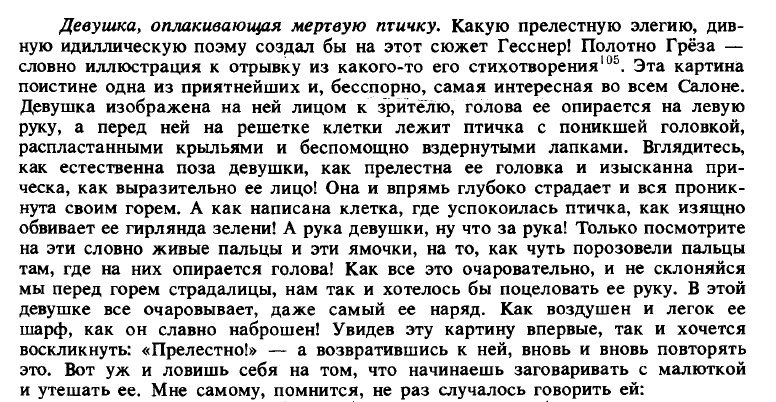 Девушка, оплакивающая мертвую птичку. Какую прелестную элегию, див-
ную идиллическую поэму создал бы на этот сюжет Гесснер! Полотно Грёза —
словно иллюстрация к отрывку из какого-то его стихотворения105. Эта картина
поистине одна из приятнейших и, бесспорно, самая интересная во всем Салоне.
Девушка изображена на ней лицом к зрителю, голова ее опирается на левую
руку, а перед ней на решетке клетки лежит птичка с поникшей головкой,
распластанными крыльями и беспомощно вздернутыми лапками. Вглядитесь,
как естественна поза девушки, как прелестна ее головка и изысканна при-
ческа, как выразительно ее лицо! Она и впрямь глубоко страдает и вся проник-
нута своим горем. А как написана клетка, где успокоилась птичка, как изящно
обвивает ее гирлянда зелени! А рука девушки, ну что за рука! Только посмотрите
на эти словно живые пальцы и эти ямочки, на то, как чуть порозовели пальцы
там, где на них опирается голова! Как все это очаровательно, и не склоняйся
мы перед горем страдалицы, нам так и хотелось бы поцеловать ее руку. В этой
девушке все очаровывает, даже самый ее наряд. Как воздушен и легок ее
шарф, как он славно наброшен! Увидев эту картину впервые, так и хочется
воскликнуть: «Прелестно!» — а возвратившись к ней, вновь и вновь повторять
это. Вот уж и ловишь себя на том, что начинаешь заговаривать с малюткой
и утешать ее. Мне самому, помнится, не раз случалось говорить ей: